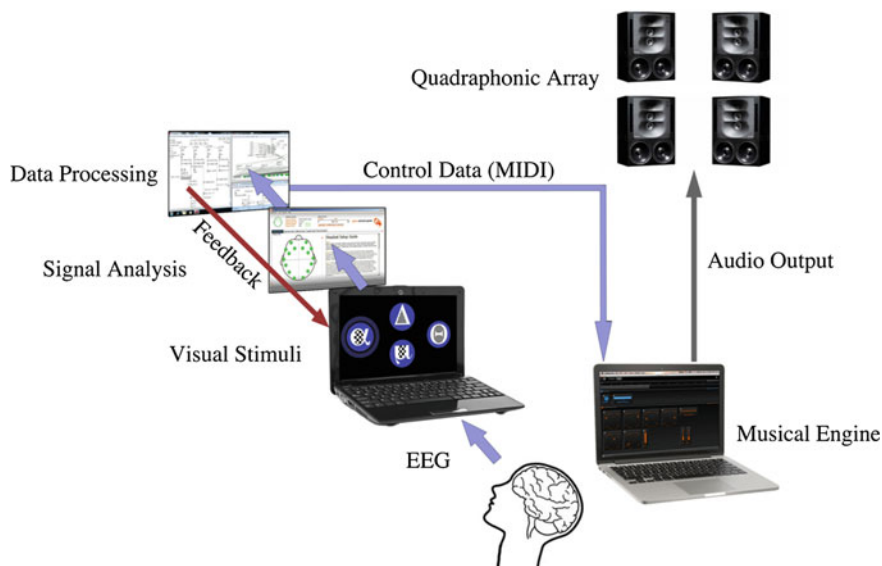 Quadraphonic Array
Data Processing
Control Data (MIDI)
Feedback
Signal Analysis
Audio Output
Visual Stimuli
Musical Engine
EEG